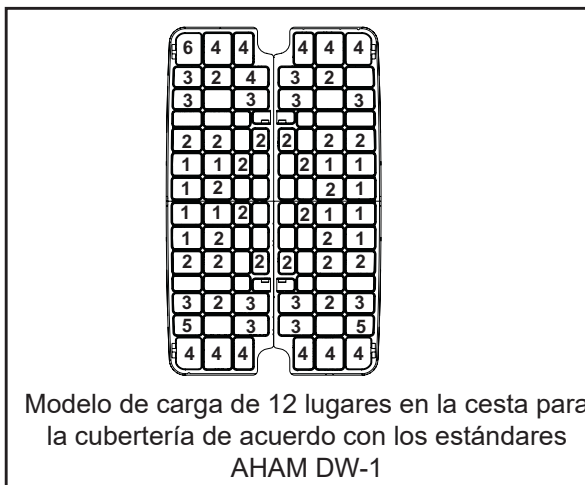 6 4 4 4 4 4
3 2 4 3 2
3 3 3 3
2 2 2 2 2 2
1 1 2 2 1 1
1 2 2 1
1 1 2 2 1 1
1 2 2 1
2 2 2 2 2 2
3 2 3 3 2 3
5 3 3 5
4 4 4 4 4 4
Modelo de carga de 12 lugares en la cesta para
la cubertería de acuerdo con los estándares
AHAM DW-1